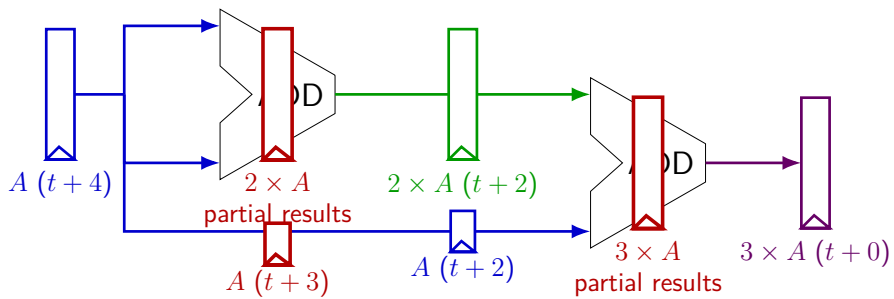 ADD
A (t + 4)
2 × A
partial results
2 × A (t + 2)
ADD
A (t + 3)
A (t + 2)
3 × A
partial results
3 × A (t + 0)